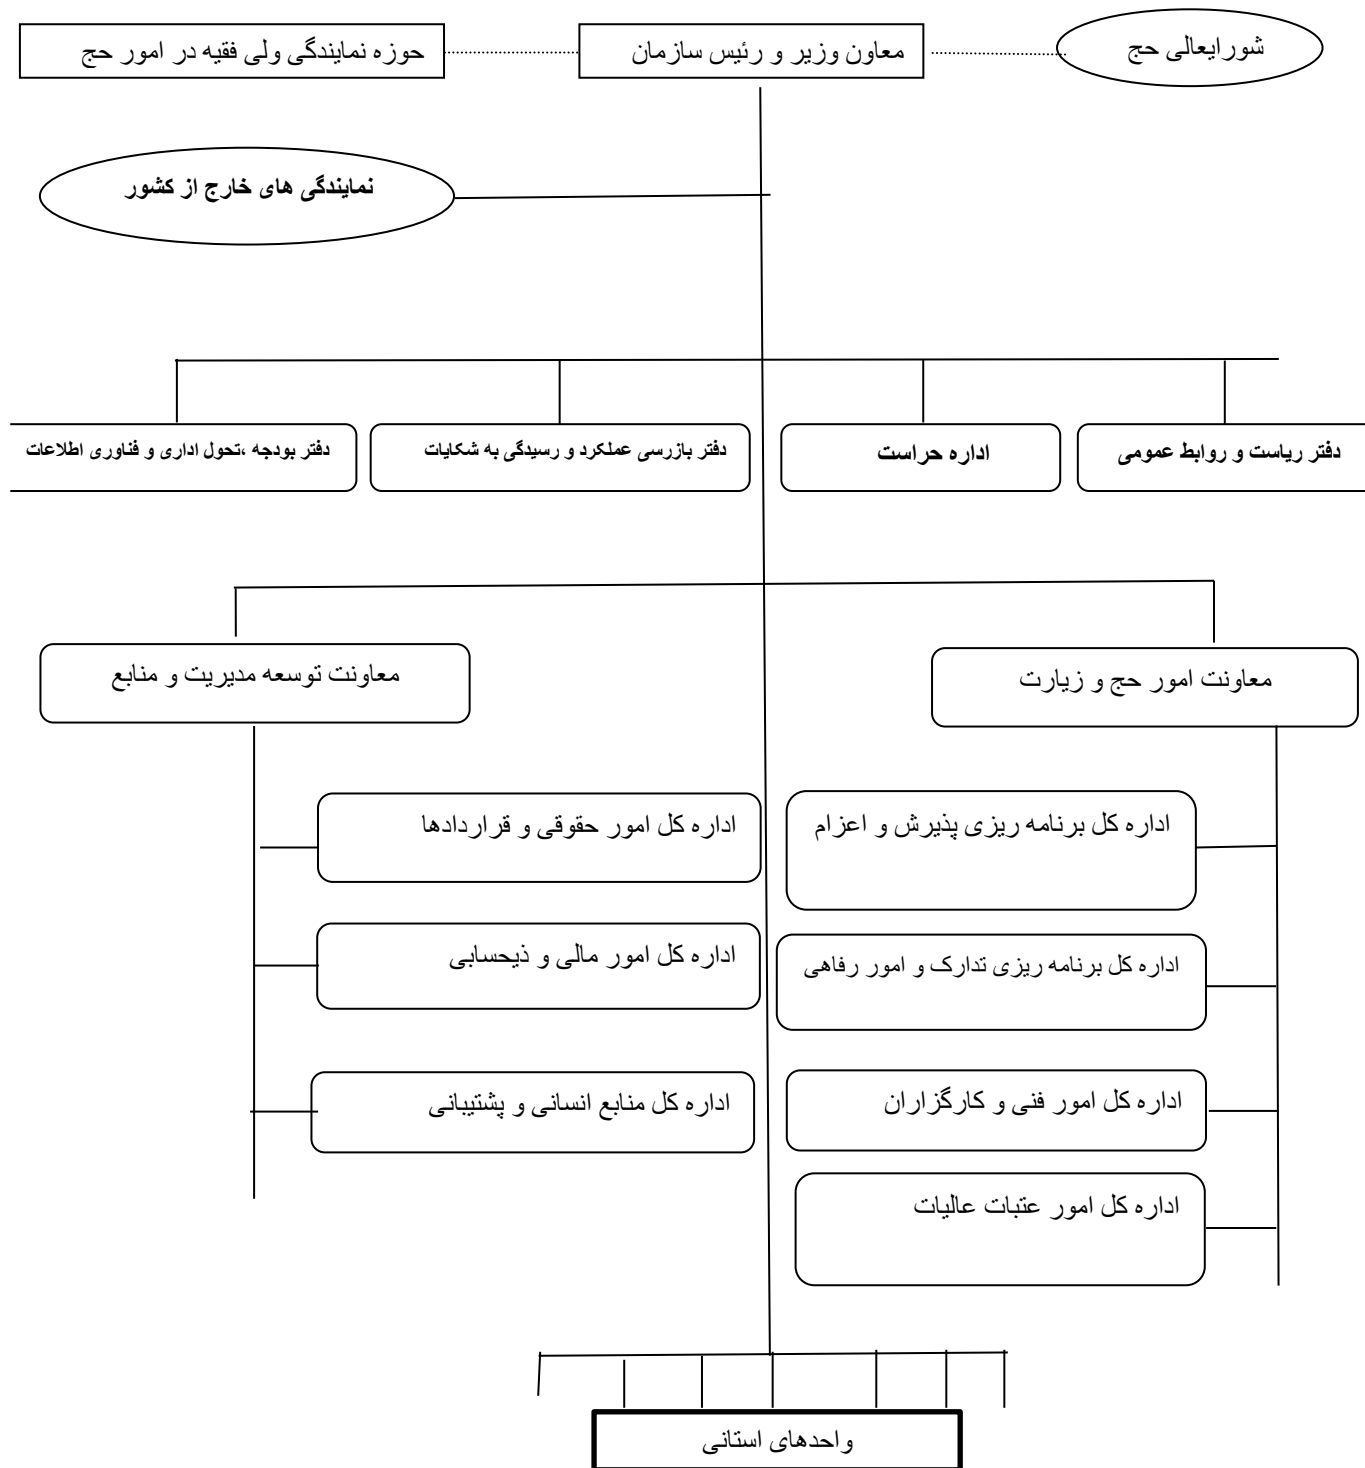 شورایعالی حج
معاون وزیر و رئیس سازمان
حوزه نمایندگی ولی فقیه در امور حج
نمایندگی های خارج از کشور
دفتر ریاست و روابط عمومی
اداره حراست
دفتر بازرسی عملکرد و رسیدگی به شکایات
دفتر بودجه ،تحول اداری و فناوری اطلاعات
معاونت امور حج و زیارت
معاونت توسعه مدیریت و منابع
اداره کل برنامه ریزی پذیرش و اعزام
اداره کل امور حقوقی و قراردادها
اداره کل برنامه ریزی تدارک و امور رفاهی
اداره کل امور مالی و ذیحسابی
اداره کل امور فنی و کارگزاران
اداره کل منابع انسانی و پشتیبانی
اداره کل امور عتبات عالیات
واحدهای استانی